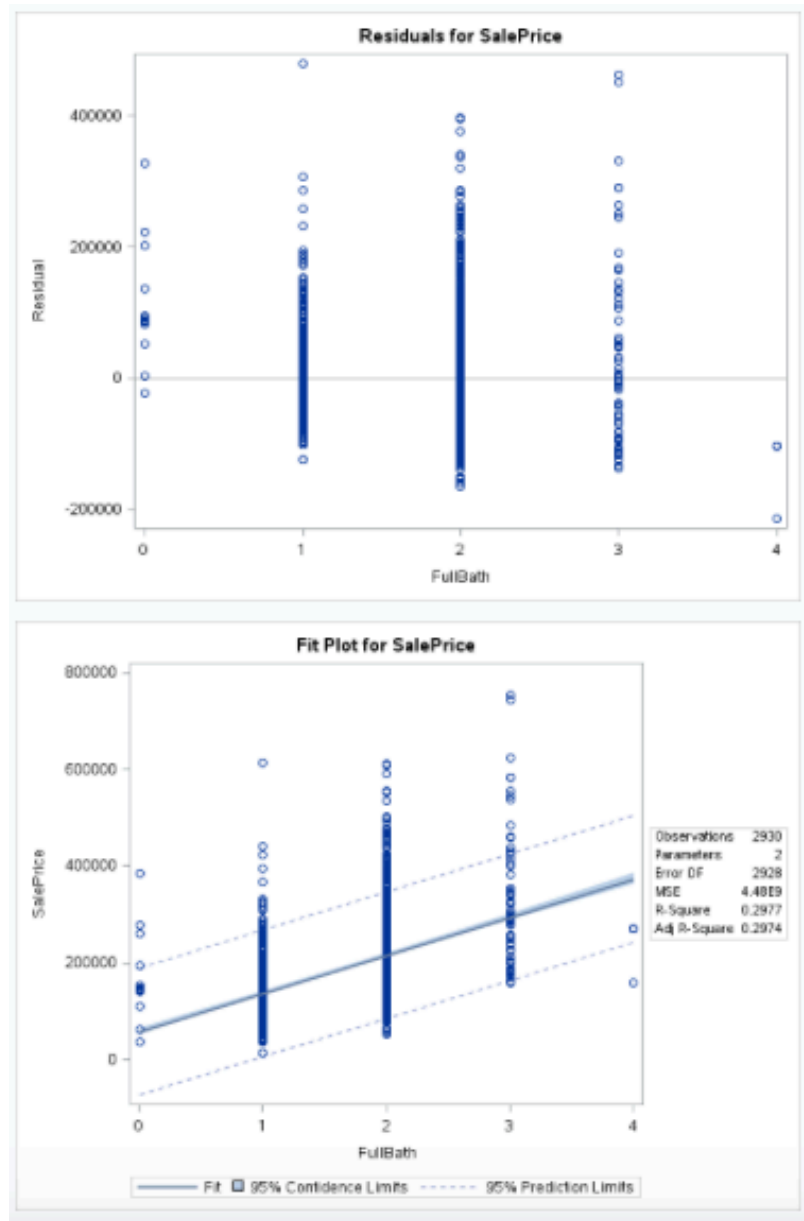 Residuals for SalePrice
400000
200000
0
-200000
Residual
0 1 2 3 4
FullBath
Fit Plot for SalePrice
800000
600000
400000
200000
0
SalePrice
0 1 2 3 4
FullBath
Observations 2930
Parameters 2
Error DF 2928
MSE 4.48E9
R-Square 0.2977
Adj R-Square 0.2974
Fit 95% Confidence Limits 95% Prediction Limits